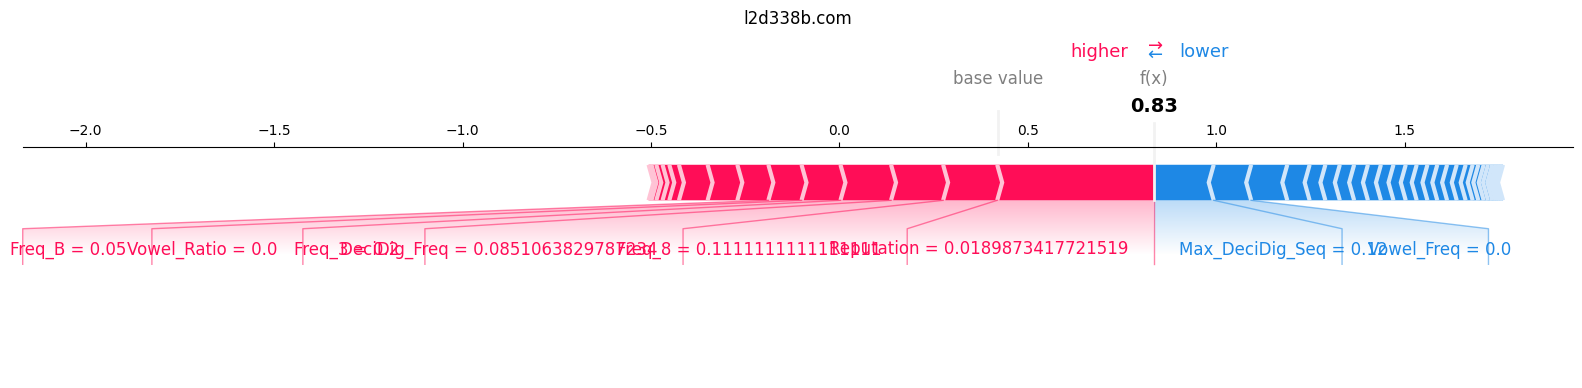 l2d338b.com
higher ⇄ lower
base value f(x)
0.83
−2.0 −1.5 −1.0 −0.5 0.0 0.5 1.0 1.5
Freq_B = 0.05 Vowel_Ratio = 0.0 Freq_3 = 0.2 DeciDig_Freq = 0.0851063829787234 Freq_8 = 0.1111111111111111 Reputation = 0.0189873417721519 Max_DeciDig_Seq = 0.12 Vowel_Freq = 0.0